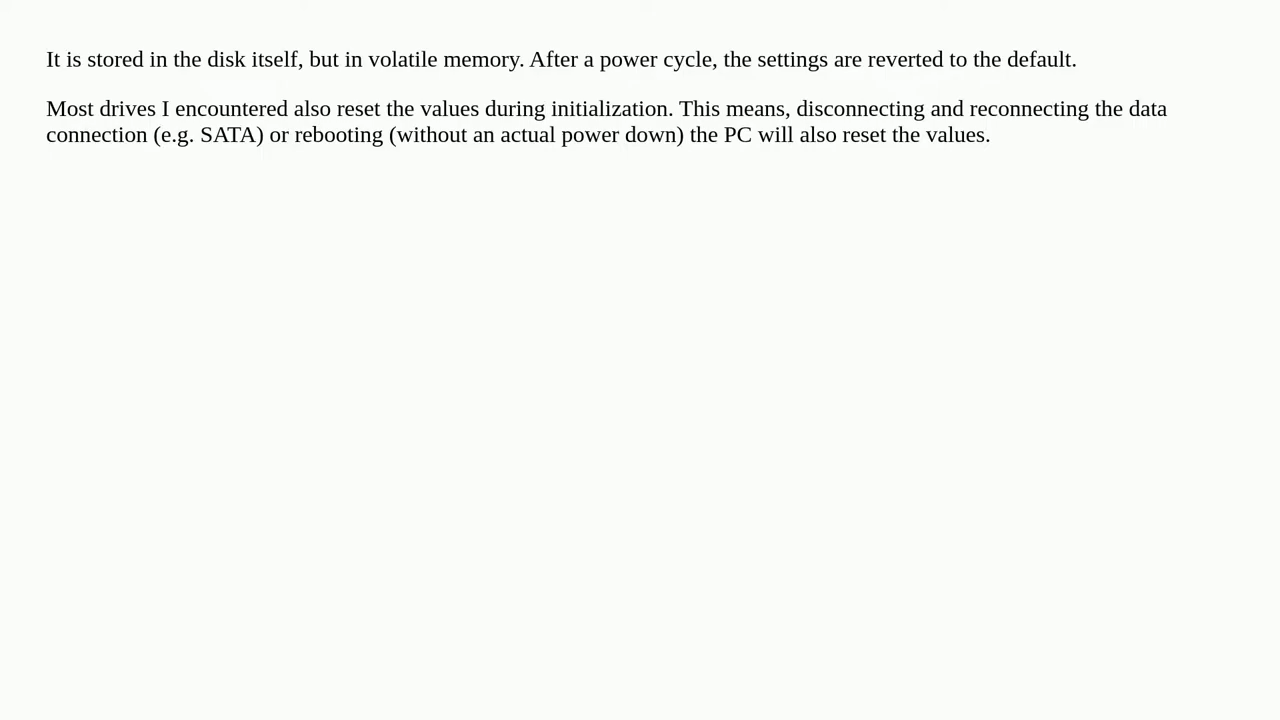 It is stored in the disk itself, but in volatile memory. After a power cycle, the settings are reverted to the default.
Most drives I encountered also reset the values during initialization. This means, disconnecting and reconnecting the data
connection (e.g. SATA) or rebooting (without an actual power down) the PC will also reset the values.